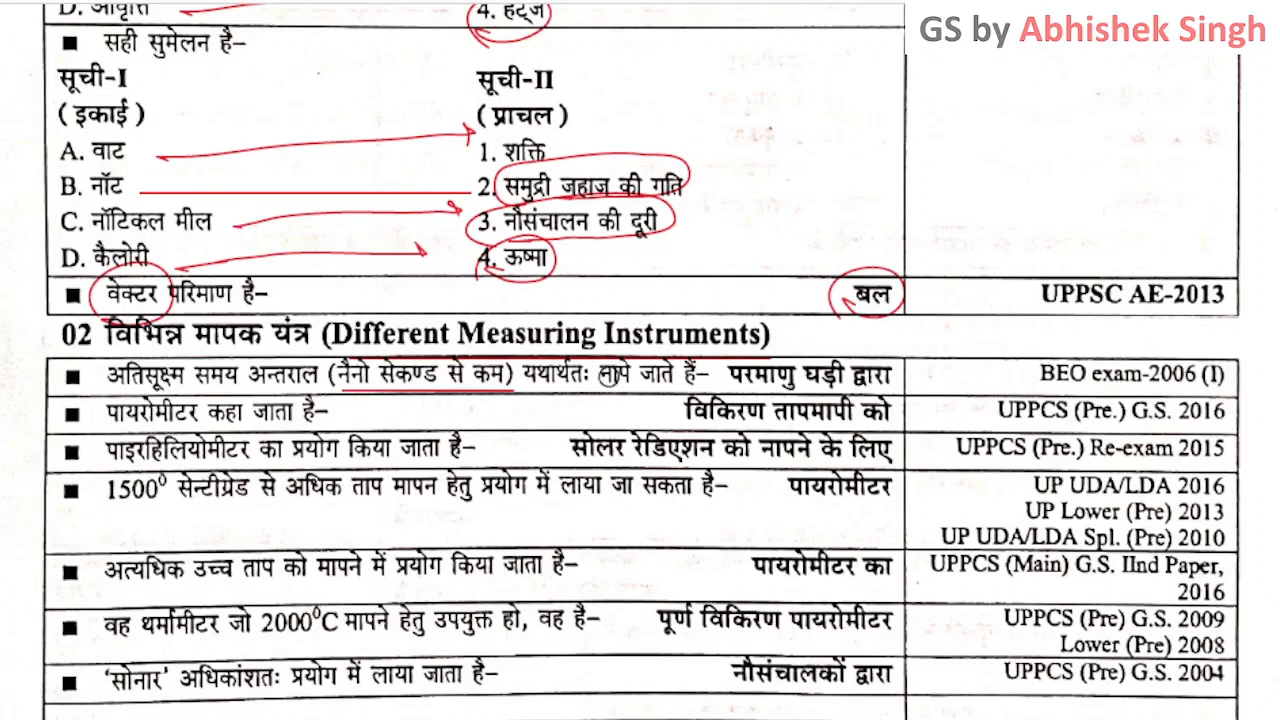 D. आवृत्ति 4. हर्ट्ज
GS by Abhishek Singh
■ सही सुमेलन है–
सूची-I सूची-II
(इकाई) (प्राचल)
A. वाट 1. शक्ति
B. नॉट 2. समुद्री जहाज की गति
C. नॉटिकल मील 3. नौसंचालन की दूरी
D. कैलोरी 4. ऊष्मा
■ वेक्टर परिमाण है– बल UPPSC AE-2013
02 विभिन्न मापक यंत्र (Different Measuring Instruments)
■ अतिसूक्ष्म समय अन्तराल (नैनो सेकण्ड से कम) यथार्थतः मापे जाते हैं– परमाणु घड़ी द्वारा BEO exam-2006 (I)
■ पायरोमीटर कहा जाता है– विकिरण तापमापी को UPPCS (Pre.) G.S. 2016
■ पाइरहिलियोमीटर का प्रयोग किया जाता है– सोलर रेडिएशन को नापने के लिए UPPCS (Pre.) Re-exam 2015
■ 1500⁰ सेन्टीग्रेड से अधिक ताप मापन हेतु प्रयोग में लाया जा सकता है– पायरोमीटर UP UDA/LDA 2016
UP Lower (Pre) 2013
UP UDA/LDA Spl. (Pre) 2010
■ अत्यधिक उच्च ताप को मापने में प्रयोग किया जाता है– पायरोमीटर का UPPCS (Main) G.S. IInd Paper,
2016
■ वह थर्मामीटर जो 2000⁰C मापने हेतु उपयुक्त हो, वह है– पूर्ण विकिरण पायरोमीटर UPPCS (Pre) G.S. 2009
Lower (Pre) 2008
■ ‘सोनार’ अधिकांशतः प्रयोग में लाया जाता है– नौसंचालकों द्वारा UPPCS (Pre) G.S. 2004